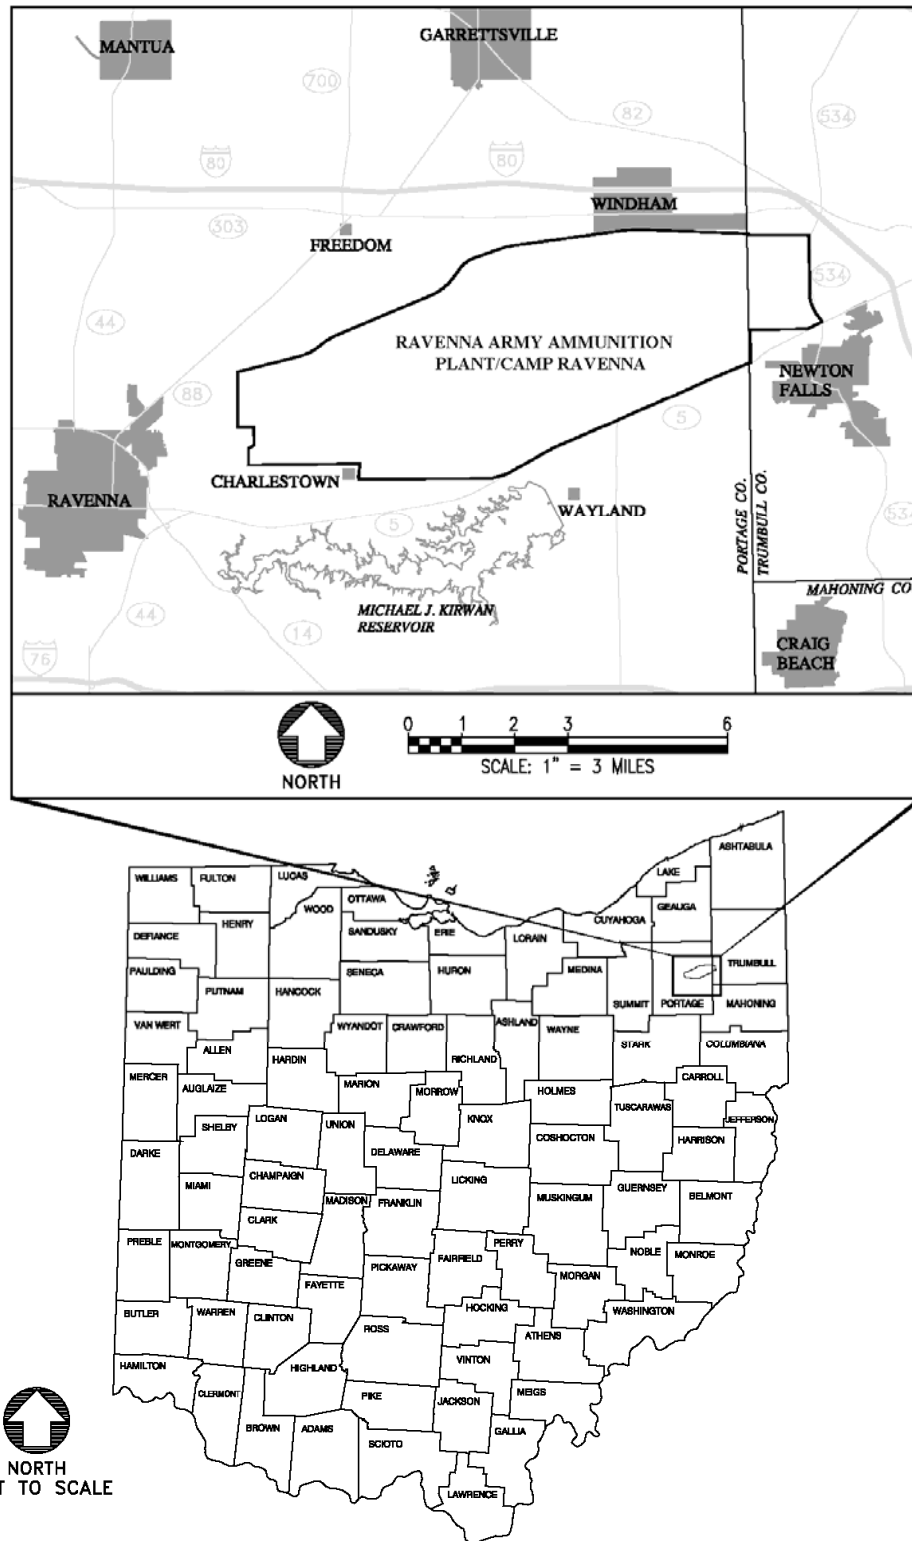 MANTUA
GARRETTSVILLE
700
82
534
80
80
WINDHAM
303
FREEDOM
534
44
RAVENNA ARMY AMMUNITION
PLANT/CAMP RAVENNA
NEWTON
FALLS
88
5
CHARLESTOWN
RAVENNA
WAYLAND
PORTAGE CO.
TRUMBULL CO.
5
MAHONING CO
MICHAEL J. KIRWAN
RESERVOIR
44
14
76
CRAIG
BEACH
0 1 2 3 6
SCALE: 1" = 3 MILES
NORTH
ASHTABULA
LAKE
WILLIAMS
FULTON
LUCAS
OTTAWA
GEAUGA
WOOD
CUYAHOGA
HENRY
SANDUSKY
ERIE
LORAIN
DEFIANCE
TRUMBULL
PAULDING
SENECA
HURON
MEDINA
PUTNAM
HANCOCK
SUMMIT
PORTAGE
MAHONING
VAN WERT
WYANDOT
CRAWFORD
ASHLAND
WAYNE
STARK
COLUMBIANA
ALLEN
HARDIN
RICHLAND
MERCER
AUGLAIZE
MARION
MORROW
HOLMES
CARROLL
TUSCARAWAS
JEFFERSON
LOGAN
UNION
KNOX
SHELBY
COSHOCTON
HARRISON
DARKE
DELAWARE
MIAMI
CHAMPAIGN
LICKING
GUERNSEY
MUSKINGUM
BELMONT
MADISON
FRANKLIN
CLARK
PREBLE
MONTGOMERY
PERRY
NOBLE
MONROE
GREENE
FAIRFIELD
PICKAWAY
MORGAN
FAYETTE
BUTLER
WARREN
CLINTON
HOCKING
WASHINGTON
ROSS
ATHENS
HAMILTON
HIGHLAND
VINTON
CLERMONT
PIKE
JACKSON
MEIGS
BROWN
ADAMS
GALLIA
SCIOTO
LAWRENCE
NORTH
T TO SCALE